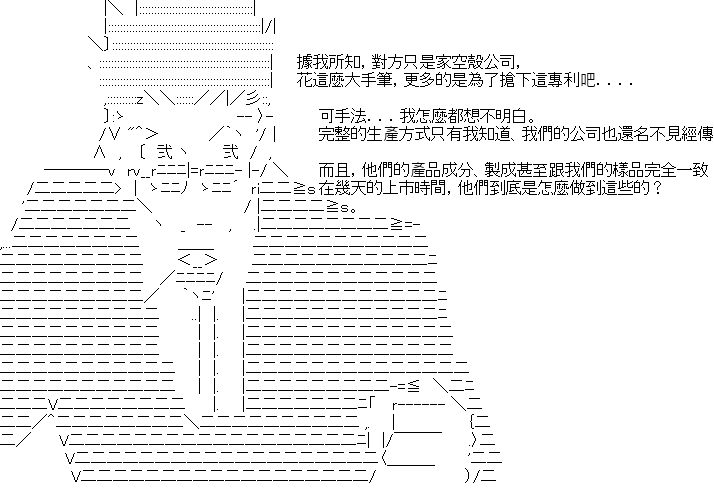 據我所知，對方只是家空殼公司，
花這麼大手筆，更多的是為了搶下這專利吧．．．．
可手法．．．我怎麼都想不明白。
完整的生產方式只有我知道、我們的公司也還名不見經傳
而且，他們的產品成分、製成甚至跟我們的樣品完全一致
在幾天的上市時間，他們到底是怎麼做到這些的？